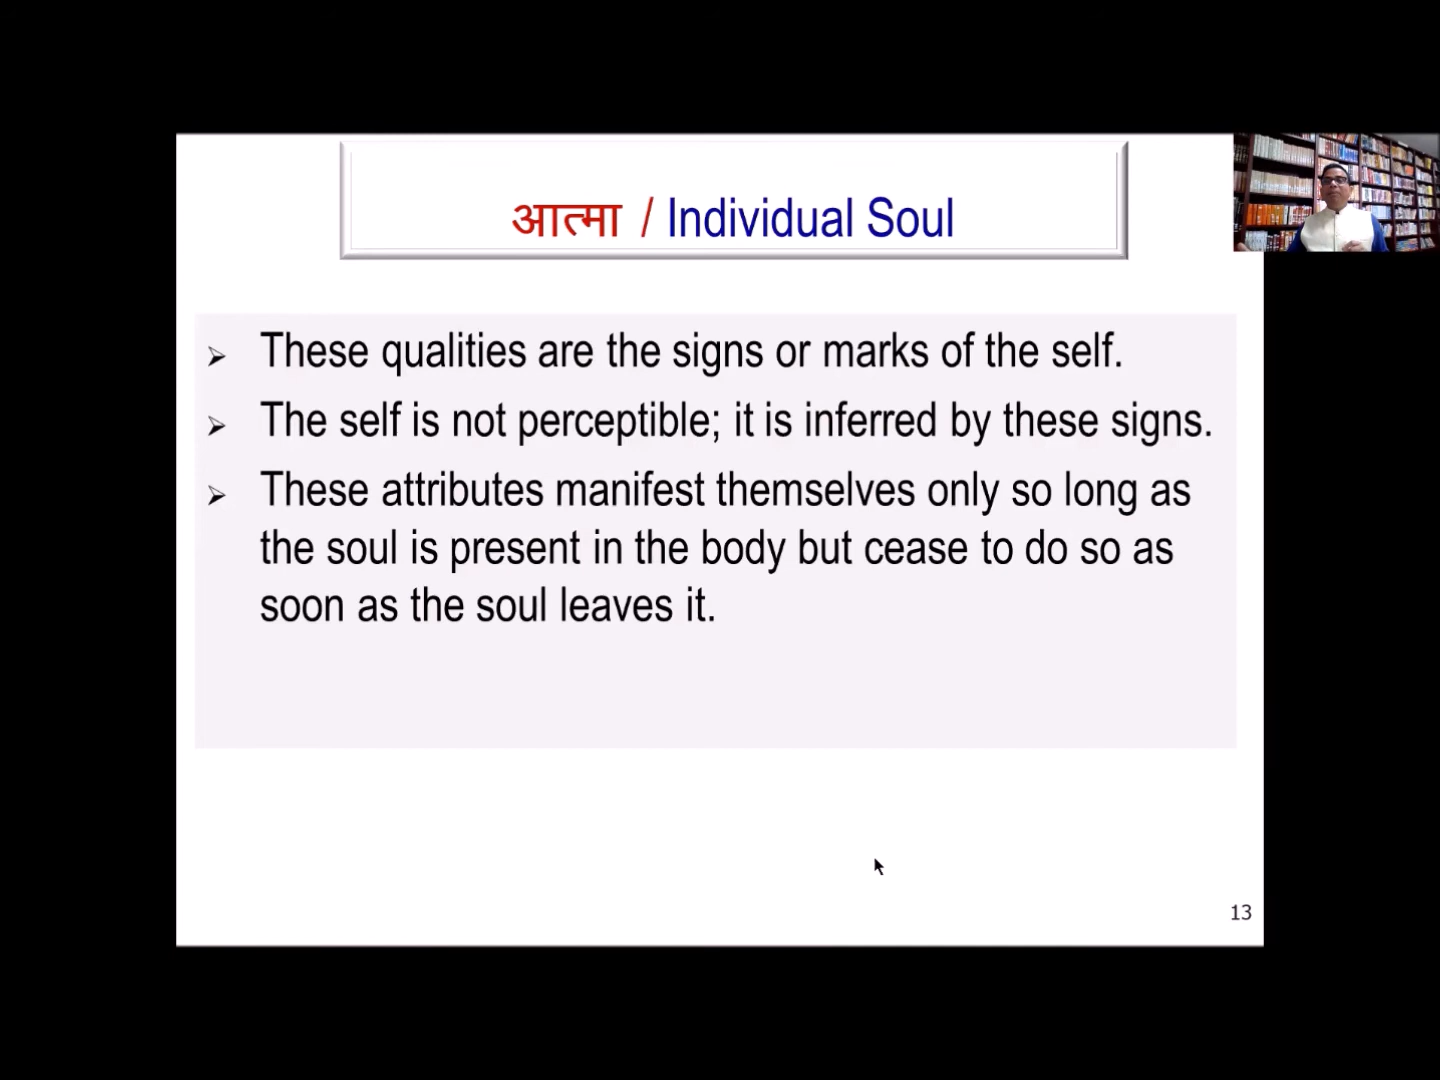 आत्मा / Individual Soul
➢ These qualities are the signs or marks of the self.
➢ The self is not perceptible; it is inferred by these signs.
➢ These attributes manifest themselves only so long as
the soul is present in the body but cease to do so as
soon as the soul leaves it.
13